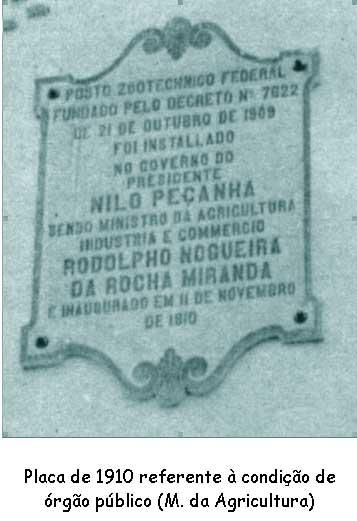 POSTO ZOOTECHNICO FEDERAL
FUNDADO PELO DECRETO Nº 7622
DE 21 DE OUTUBRO DE 1909
FOI INSTALLADO
NO GOVERNO DO
PRESIDENTE
NILO PEÇANHA
SENDO MINISTRO DA AGRICULTURA
INDUSTRIA E COMMERCIO
RODOLPHO NOGUEIRA
DA ROCHA MIRANDA
E INAUGURADO EM 11 DE NOVEMBRO
DE 1910
Placa de 1910 referente à condição de
órgão público (M. da Agricultura)